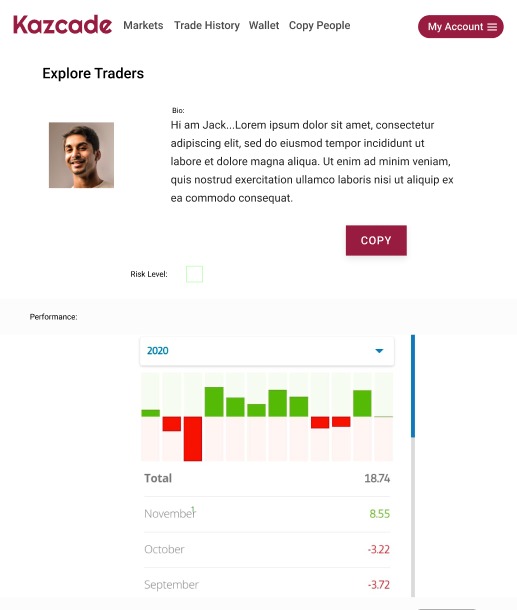 Kazcade Markets Trade History Wallet Copy People My Account
Explore Traders
Bio:
Hi am Jack...Lorem ipsum dolor sit amet, consectetur
adipiscing elit, sed do eiusmod tempor incididunt ut
labore et dolore magna aliqua. Ut enim ad minim veniam,
quis nostrud exercitation ullamco laboris nisi ut aliquip ex
ea commodo consequat.
COPY
Risk Level:
Performance:
2020
Total 18.74
November 8.55
October -3.22
September -3.72